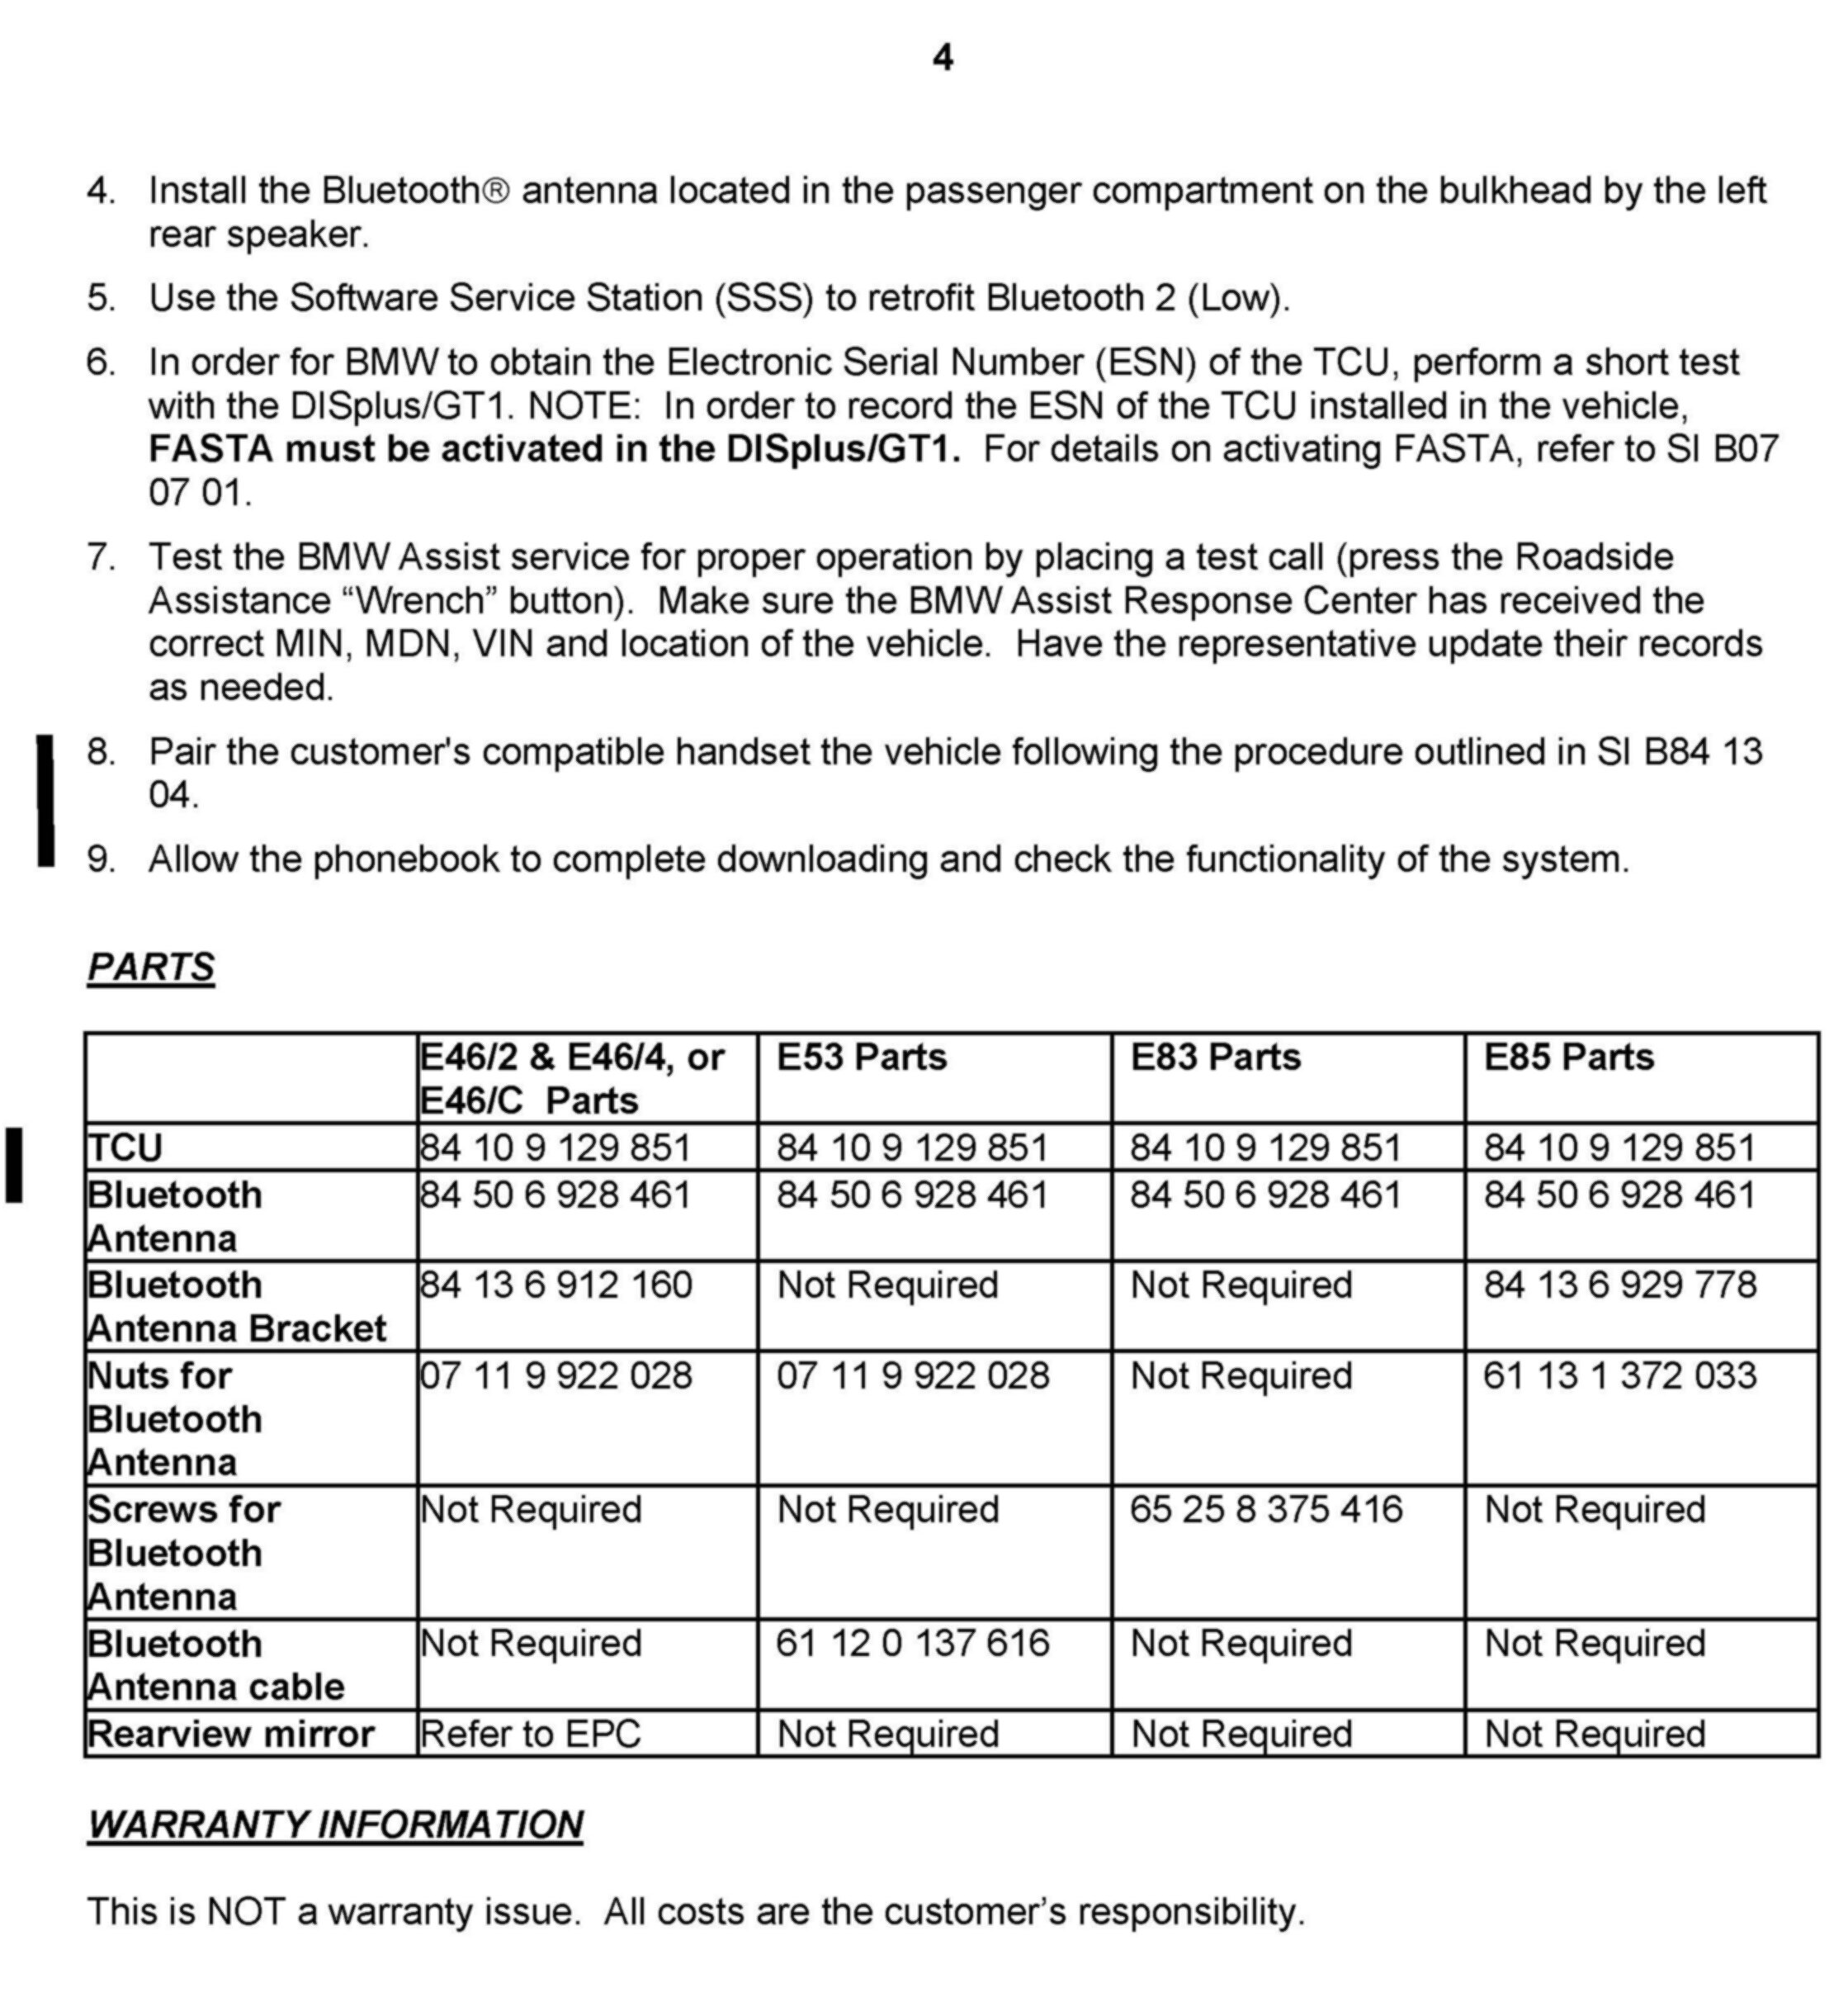 4
4. Install the Bluetooth® antenna located in the passenger compartment on the bulkhead by the left
rear speaker.
5. Use the Software Service Station (SSS) to retrofit Bluetooth 2 (Low).
6. In order for BMW to obtain the Electronic Serial Number (ESN) of the TCU, perform a short test
with the DISplus/GT1. NOTE:  In order to record the ESN of the TCU installed in the vehicle,
FASTA must be activated in the DISplus/GT1.  For details on activating FASTA, refer to SI B07
07 01.
7. Test the BMW Assist service for proper operation by placing a test call (press the Roadside
Assistance “Wrench” button).  Make sure the BMW Assist Response Center has received the
correct MIN, MDN, VIN and location of the vehicle.  Have the representative update their records
as needed.
8. Pair the customer's compatible handset the vehicle following the procedure outlined in SI B84 13
04.
9. Allow the phonebook to complete downloading and check the functionality of the system.
PARTS
E46/2 & E46/4, or E53 Parts E83 Parts E85 Parts
E46/C  Parts
TCU 84 10 9 129 851 84 10 9 129 851 84 10 9 129 851 84 10 9 129 851
Bluetooth 84 50 6 928 461 84 50 6 928 461 84 50 6 928 461 84 50 6 928 461
Antenna
Bluetooth 84 13 6 912 160 Not Required Not Required 84 13 6 929 778
Antenna Bracket
Nuts for 07 11 9 922 028 07 11 9 922 028 Not Required 61 13 1 372 033
Bluetooth
Antenna
Screws for Not Required Not Required 65 25 8 375 416 Not Required
Bluetooth
Antenna
Bluetooth Not Required 61 12 0 137 616 Not Required Not Required
Antenna cable
Rearview mirror Refer to EPC Not Required Not Required Not Required
WARRANTY INFORMATION
This is NOT a warranty issue.  All costs are the customer’s responsibility.